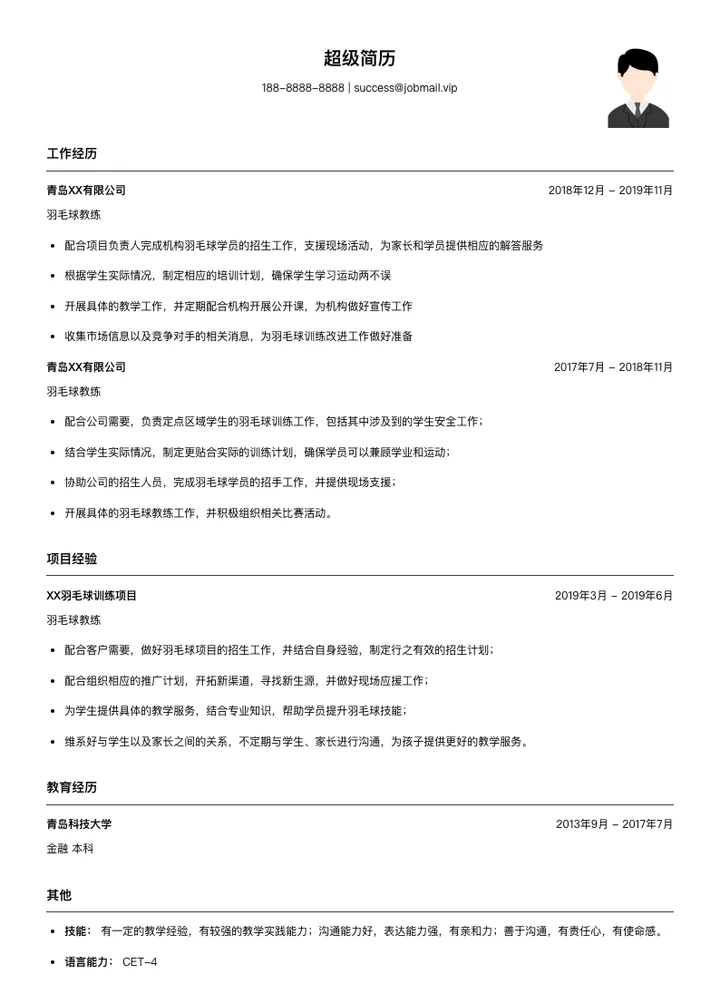 超级简历
188-8888-8888 | success@jobmail.vip
工作经历
青岛XX有限公司 2018年12月 – 2019年11月
羽毛球教练
• 配合项目负责人完成机构羽毛球学员的招生工作，支援现场活动，为家长和学员提供相应的解答服务
• 根据学生实际情况，制定相应的培训计划，确保学生学习运动两不误
• 开展具体的教学工作，并定期配合机构开展公开课，为机构做好宣传工作
• 收集市场信息以及竞争对手的相关消息，为羽毛球训练改进工作做好准备
青岛XX有限公司 2017年7月 – 2018年11月
羽毛球教练
• 配合公司需要，负责定点区域学生的羽毛球训练工作，包括其中涉及到的学生安全工作；
• 结合学生实际情况，制定更贴合实际的训练计划，确保学员可以兼顾学业和运动；
• 协助公司的招生人员，完成羽毛球学员的招手工作，并提供现场支援；
• 开展具体的羽毛球教练工作，并积极组织相关比赛活动。
项目经验
XX羽毛球训练项目 2019年3月 – 2019年6月
羽毛球教练
• 配合客户需要，做好羽毛球项目的招生工作，并结合自身经验，制定行之有效的招生计划；
• 配合组织相应的推广计划，开拓新渠道，寻找新生源，并做好现场应援工作；
• 为学生提供具体的教学服务，结合专业知识，帮助学员提升羽毛球技能；
• 维系好与学生以及家长之间的关系，不定期与学生、家长进行沟通，为孩子提供更好的教学服务。
教育经历
青岛科技大学 2013年9月 – 2017年7月
金融 本科
其他
• 技能： 有一定的教学经验，有较强的教学实践能力；沟通能力好，表达能力强，有亲和力；善于沟通，有责任心，有使命感。
• 语言能力： CET-4